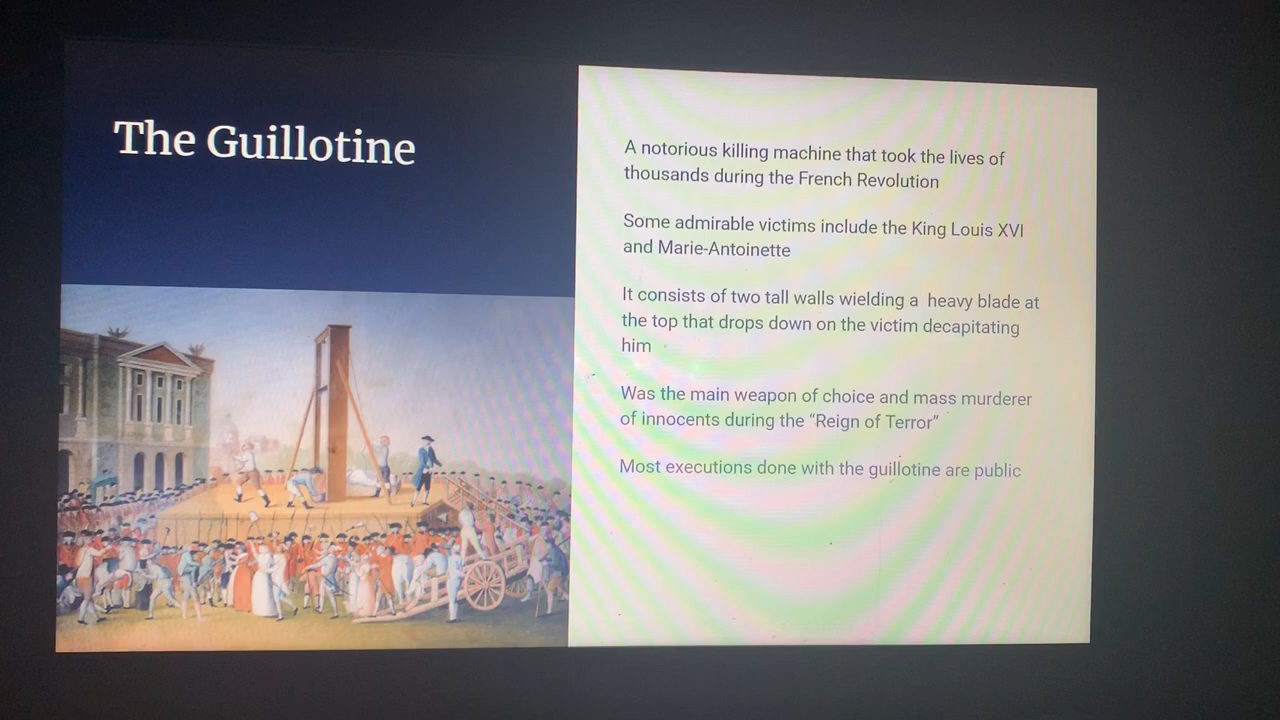 The Guillotine
A notorious killing machine that took the lives of
thousands during the French Revolution
Some admirable victims include the King Louis XVI
and Marie-Antoinette
It consists of two tall walls wielding a  heavy blade at
the top that drops down on the victim decapitating
him
Was the main weapon of choice and mass murderer
of innocents during the “Reign of Terror”
Most executions done with the guillotine are public